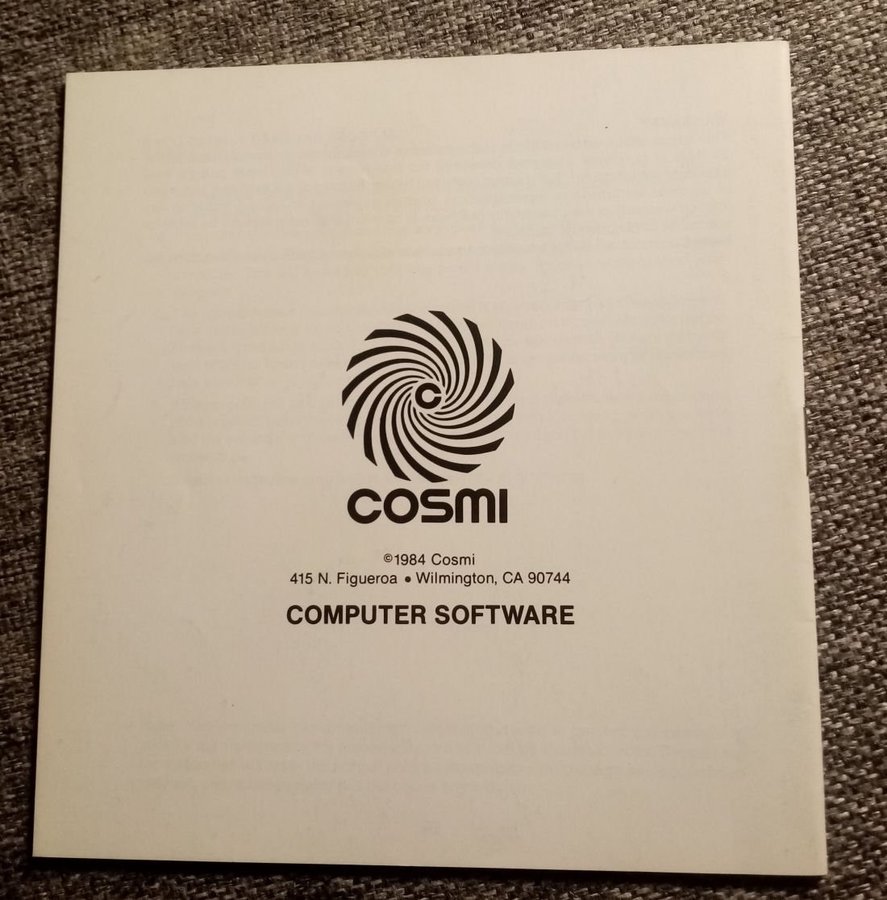 C
COSMI
©1984 Cosmi
415 N. Figueroa • Wilmington, CA 90744
COMPUTER SOFTWARE